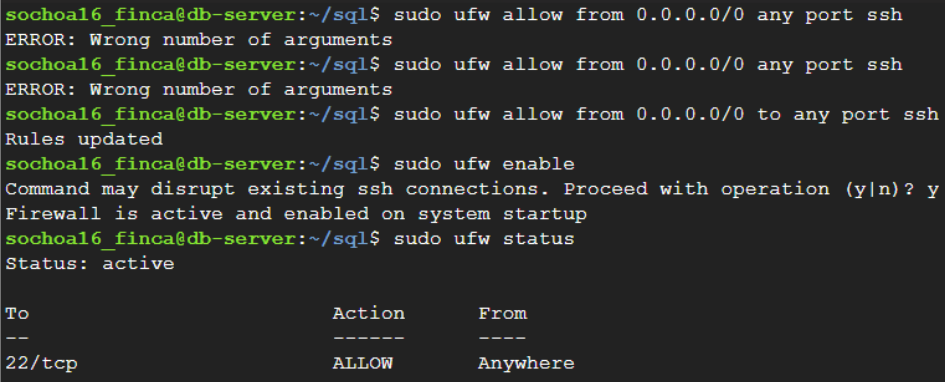 sochoa16_finca@db-server:~/sql$ sudo ufw allow from 0.0.0.0/0 any port ssh
ERROR: Wrong number of arguments
sochoa16_finca@db-server:~/sql$ sudo ufw allow from 0.0.0.0/0 any port ssh
ERROR: Wrong number of arguments
sochoa16_finca@db-server:~/sql$ sudo ufw allow from 0.0.0.0/0 to any port ssh
Rules updated
sochoa16_finca@db-server:~/sql$ sudo ufw enable
Command may disrupt existing ssh connections. Proceed with operation (y|n)? y
Firewall is active and enabled on system startup
sochoa16_finca@db-server:~/sql$ sudo ufw status
Status: active

To                         Action      From
--                         ------      ----
22/tcp                     ALLOW       Anywhere